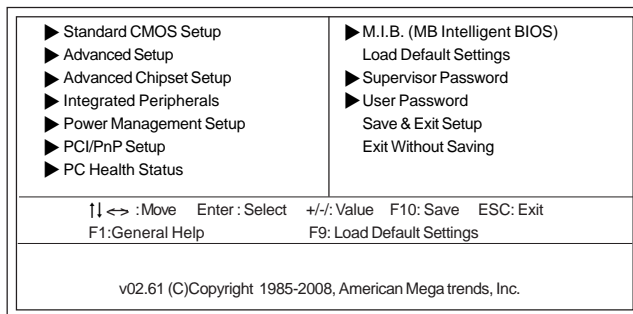 ▶ Standard CMOS Setup
▶ Advanced Setup
▶ Advanced Chipset Setup
▶ Integrated Peripherals
▶ Power Management Setup
▶ PCI/PnP Setup
▶ PC Health Status
▶ M.I.B. (MB Intelligent BIOS)
Load Default Settings
▶ Supervisor Password
▶ User Password
Save & Exit Setup
Exit Without Saving
↑↓ <-> :Move Enter : Select +/-/: Value F10: Save ESC: Exit
F1:General Help F9: Load Default Settings
v02.61 (C)Copyright 1985-2008, American Mega trends, Inc.